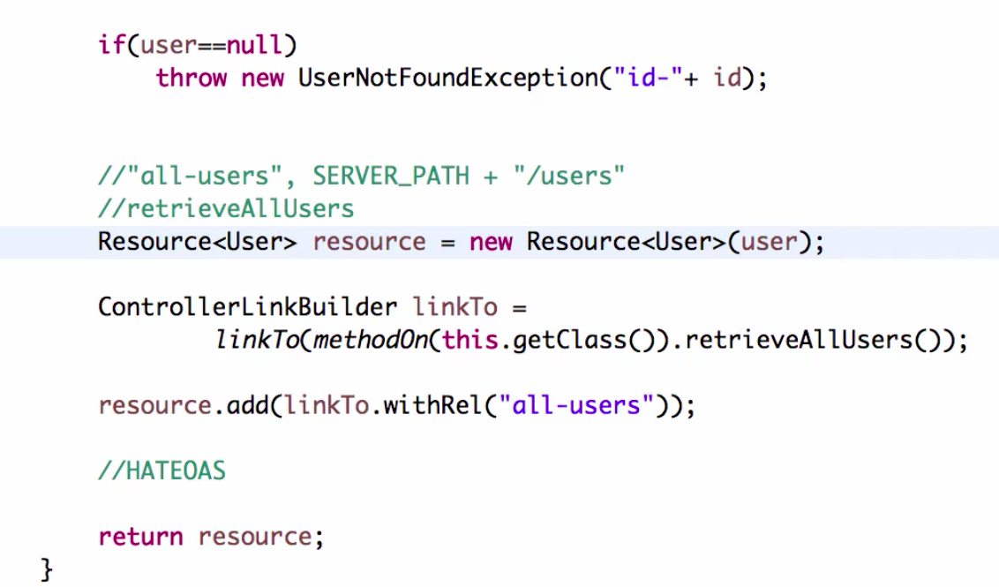 if(user==null)
throw new UserNotFoundException("id-"+ id);
//"all-users", SERVER_PATH + "/users"
//retrieveAllUsers
Resource<User> resource = new Resource<User>(user);
ControllerLinkBuilder linkTo =
linkTo(methodOn(this.getClass()).retrieveAllUsers());
resource.add(linkTo.withRel("all-users"));
//HATEOAS
return resource;
}